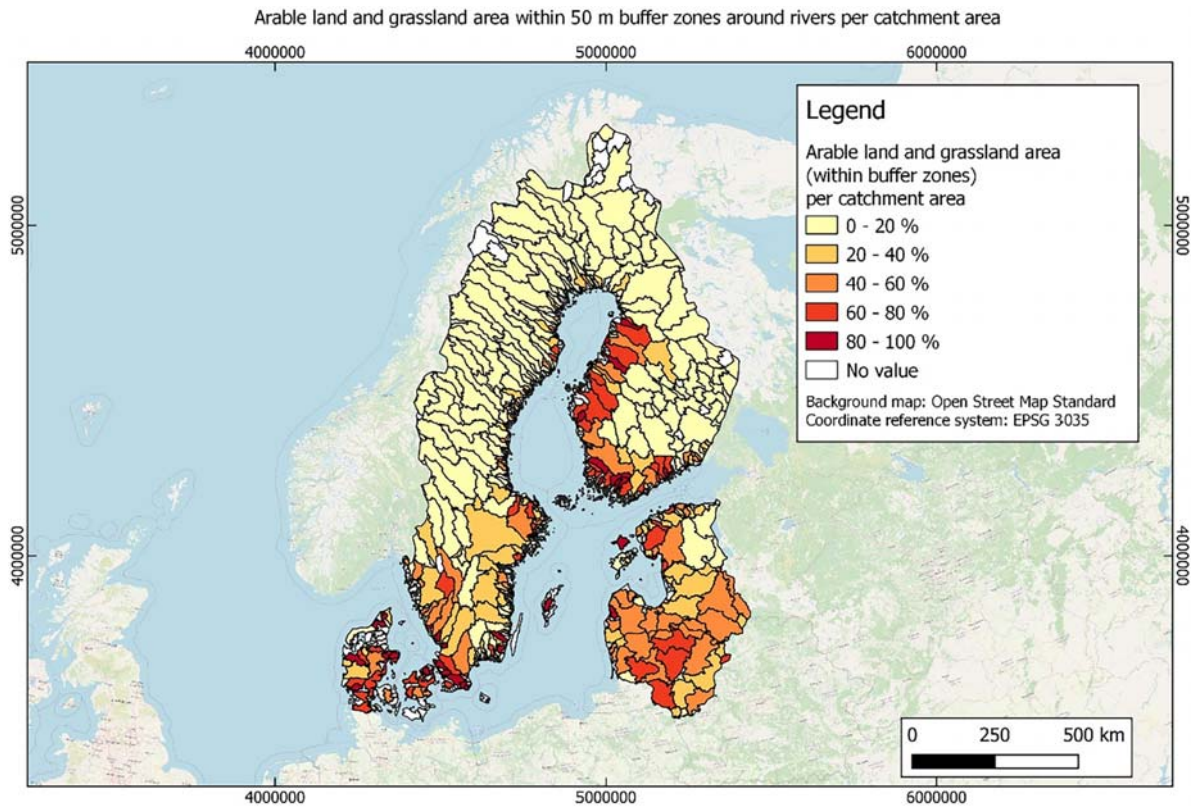 Arable land and grassland area within 50 m buffer zones around rivers per catchment area
4000000 5000000 6000000
Legend
Arable land and grassland area
(within buffer zones)
per catchment area
0 - 20 %
20 - 40 %
40 - 60 %
60 - 80 %
80 - 100 %
No value
Background map: Open Street Map Standard
Coordinate reference system: EPSG 3035
5000000 5000000
4000000 4000000
0 250 500 km
4000000 5000000 6000000